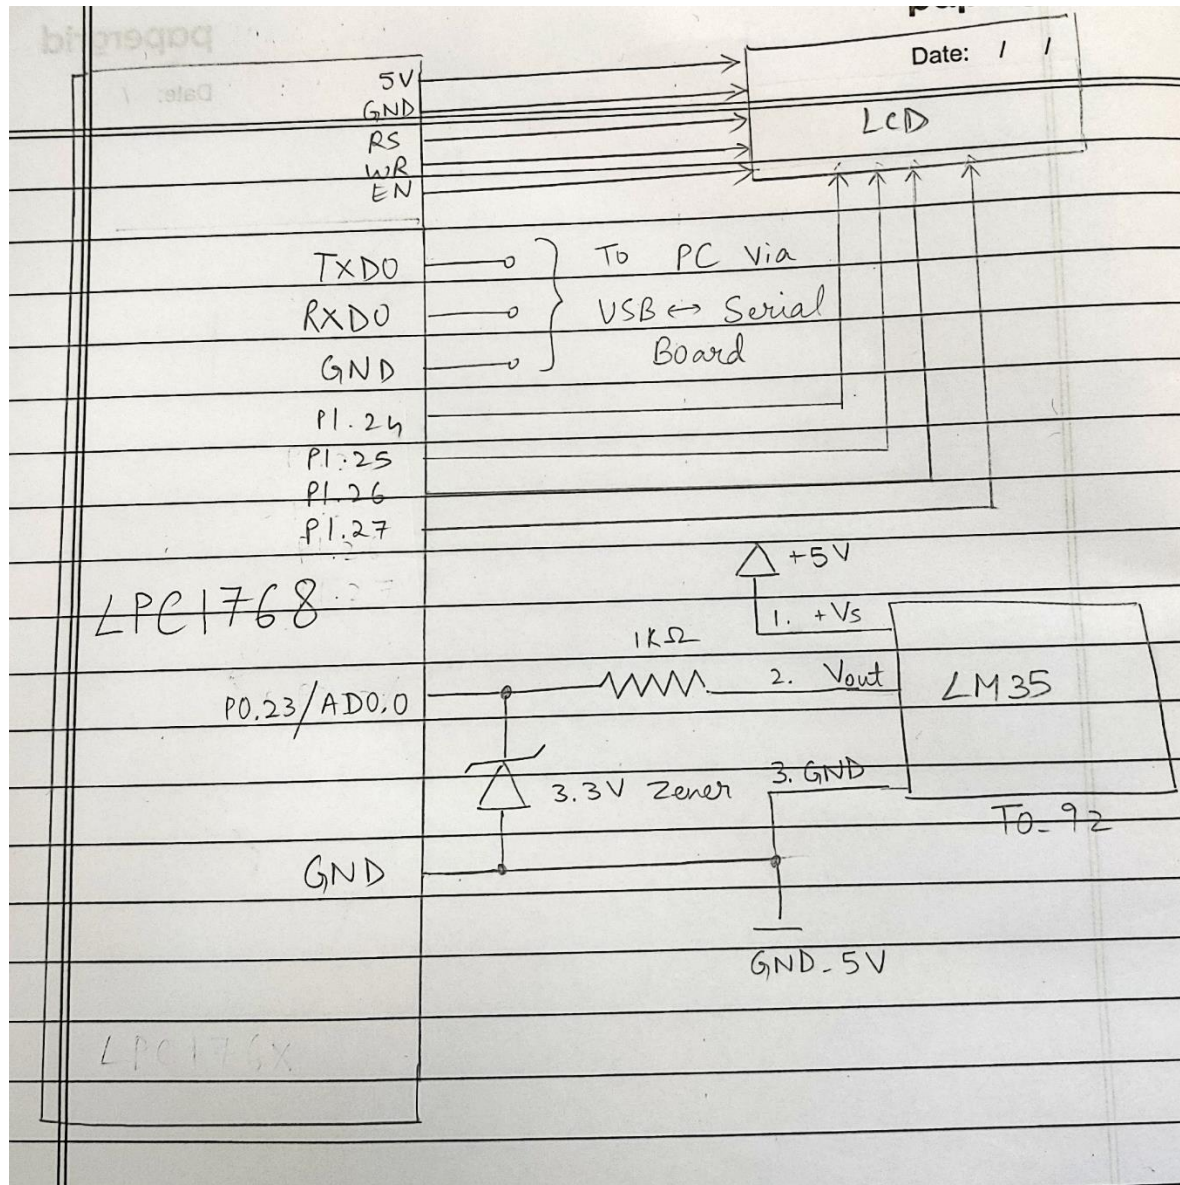 papergrid
Date: /
Date: / /
5V
GND
RS
WR
EN
LCD
TXD0
RXD0
GND
To PC Via
USB ↔ Serial
Board
P1.24
P1.25
P1.26
P1.27
LPC1768
+5V
1. +Vs
1KΩ
2. Vout
LM35
P0.23/AD0.0
3.3V Zener
3. GND
TO-92
GND
GND-5V
LPC176X